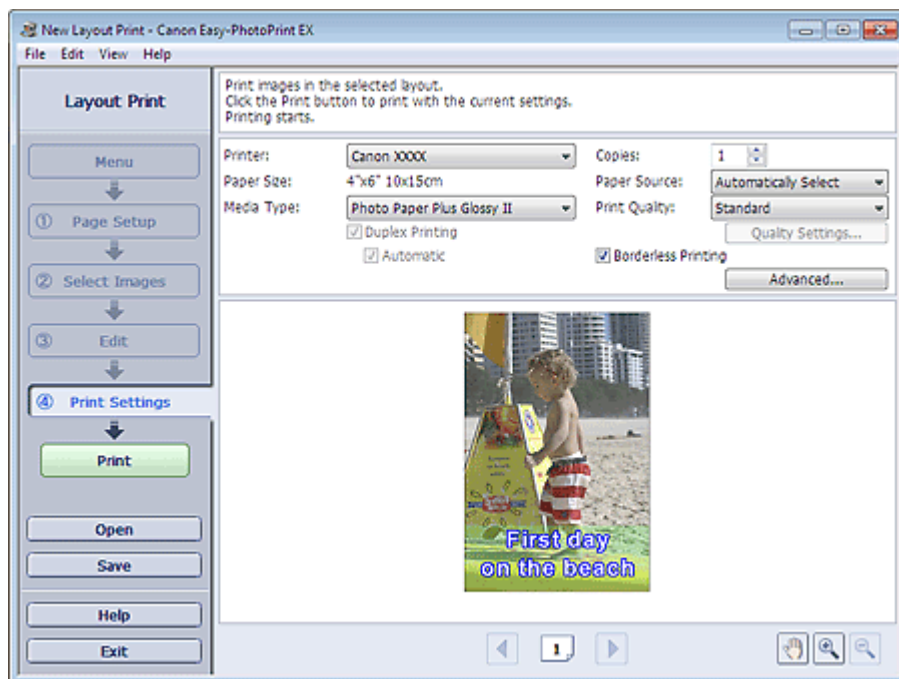 New Layout Print - Canon Easy-PhotoPrint EX
File Edit View Help
Layout Print
Print images in the selected layout.
Click the Print button to print with the current settings.
Printing starts.
Menu
① Page Setup
② Select Images
③ Edit
④ Print Settings
Print
Open
Save
Help
Exit
Printer: Canon XXXX Copies: 1
Paper Size: 4"x6" 10x15cm Paper Source: Automatically Select
Media Type: Photo Paper Plus Glossy II Print Quality: Standard
Duplex Printing Quality Settings...
Automatic Borderless Printing
Advanced...
First day
on the beach
1